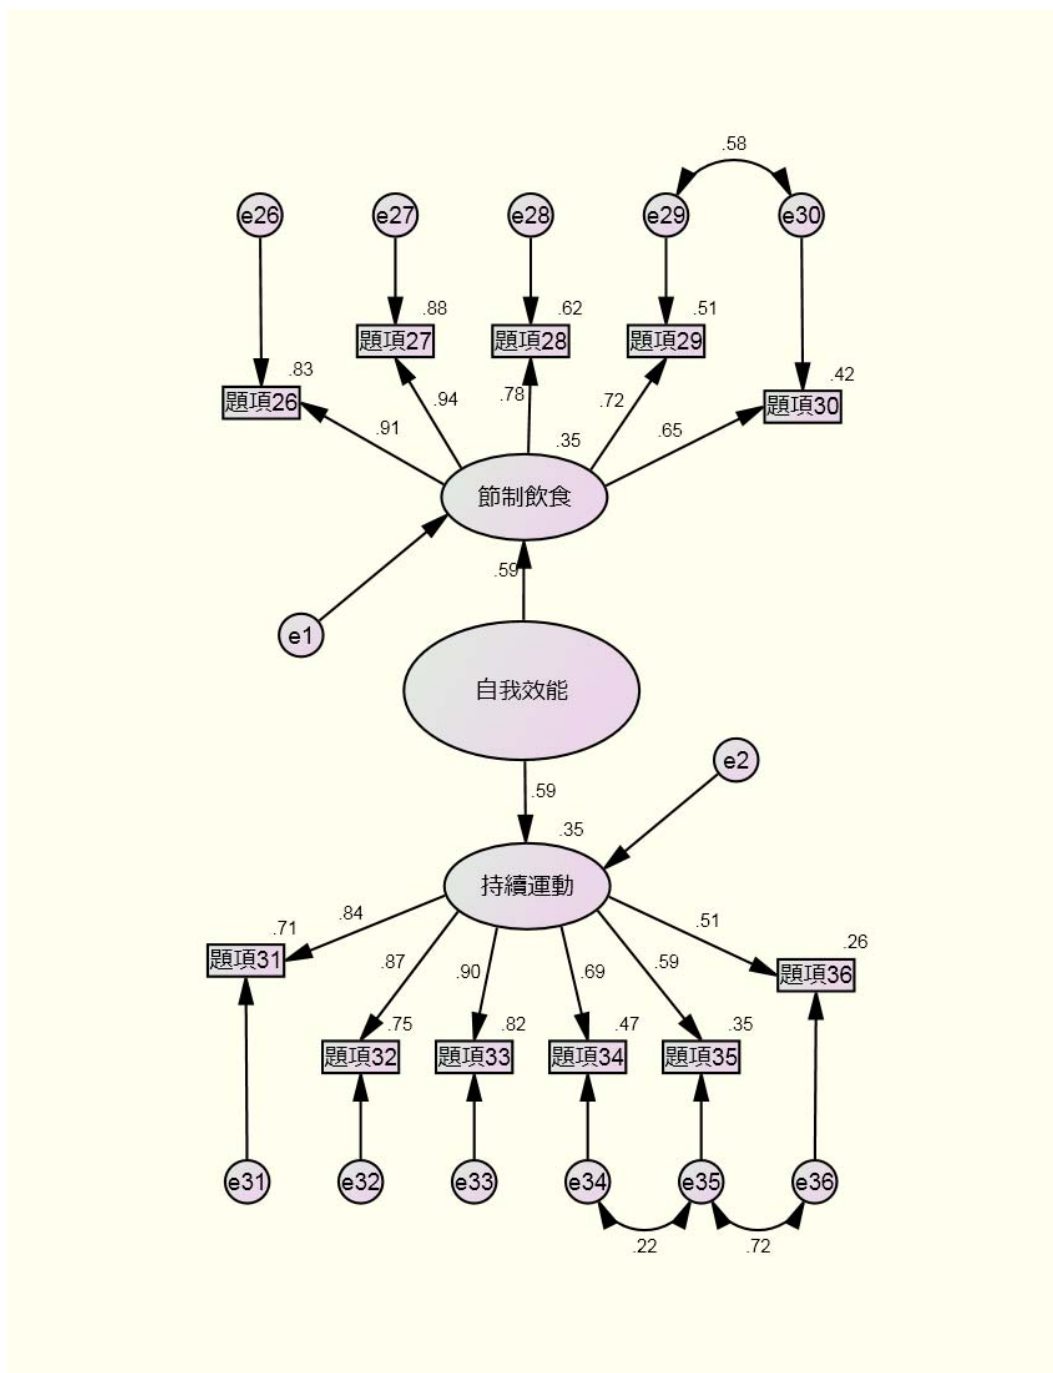 .58
e26
e27
e28
e29
e30
.88
.62
.51
題項27
題項28
題項29
.83
.42
題項26
題項30
.91
.94
.78
.72
.65
.35
節制飲食
.59
e1
自我效能
e2
.59
.35
持續運動
.84
.51
.71
.26
題項31
題項36
.87
.90
.69
.59
.75
.82
.47
.35
題項32
題項33
題項34
題項35
e31
e32
e33
e34
e35
e36
.22
.72